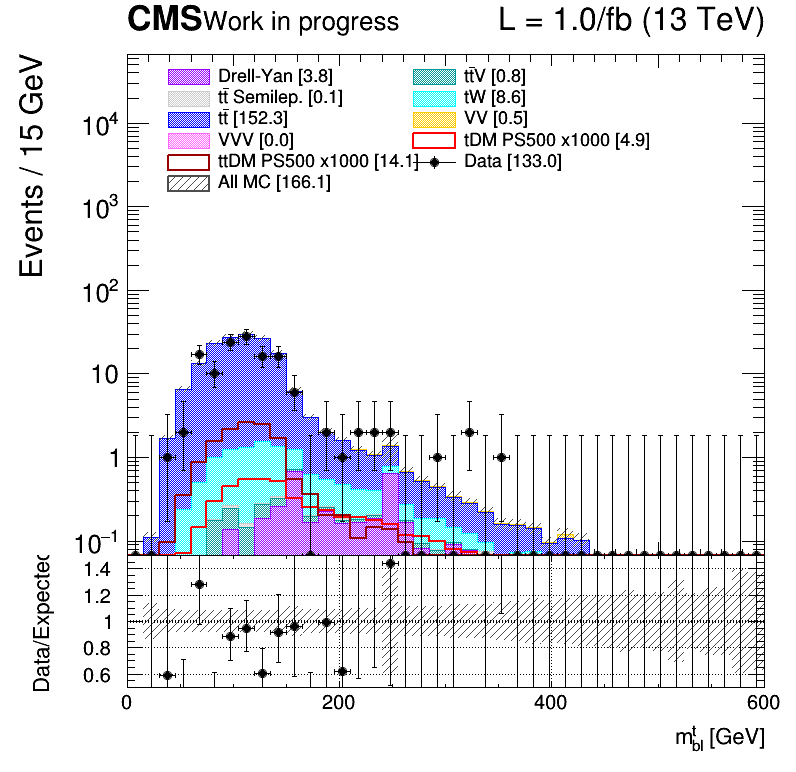 CMS Work in progress L = 1.0/fb (13 TeV)
Events / 15 GeV
Drell-Yan [3.8] tt̄V [0.8]
tt̄ Semilep. [0.1] tW [8.6]
tt̄ [152.3] VV [0.5]
VVV [0.0] tDM PS500 x1000 [4.9]
ttDM PS500 x1000 [14.1] Data [133.0]
All MC [166.1]
10⁴
10³
10²
10
1
10⁻¹
Data/Expected
1.4
1.2
1
0.8
0.6
0 200 400 600
mᵗ_bl [GeV]